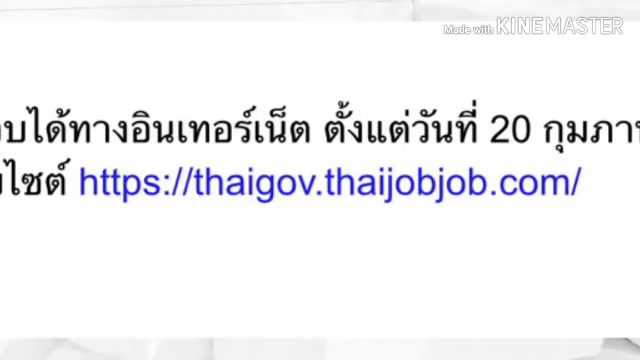 Made with KINEMASTER
บได้ทางอินเทอร์เน็ต ตั้งแต่วันที่ 20 กุมภา
ไซต์ https://thaigov.thaijobjob.com/